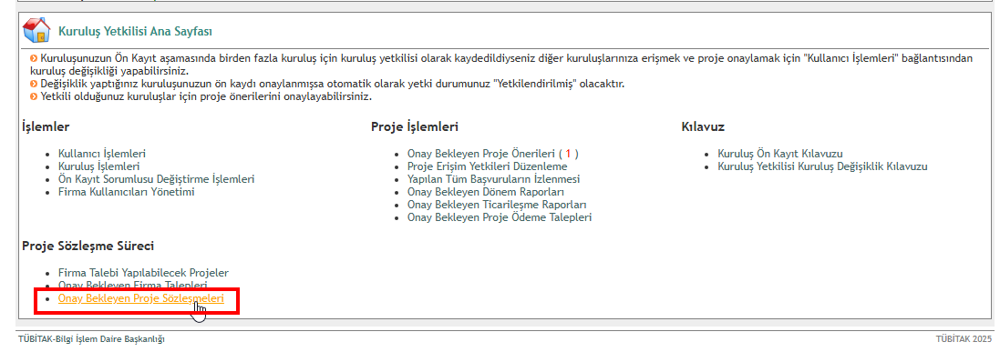 Kuruluş Yetkilisi Ana Sayfası
Kuruluşunuzun Ön Kayıt aşamasında birden fazla kuruluş için kuruluş yetkilisi olarak kaydedildiyseniz diğer kuruluşlarınıza erişmek ve proje onaylamak için "Kullanıcı İşlemleri" bağlantısından
kuruluş değişikliği yapabilirsiniz.
Değişiklik yaptığınız kuruluşunuzun ön kaydı onaylanmışsa otomatik olarak yetki durumunuz "Yetkilendirilmiş" olacaktır.
Yetkili olduğunuz kuruluşlar için proje önerilerini onaylayabilirsiniz.
İşlemler
Kullanıcı İşlemleri
Kuruluş İşlemleri
Ön Kayıt Sorumlusu Değiştirme İşlemleri
Firma Kullanıcıları Yönetimi
Proje İşlemleri
Onay Bekleyen Proje Önerileri ( 1 )
Proje Erişim Yetkileri Düzenleme
Yapılan Tüm Başvuruların İzlenmesi
Onay Bekleyen Dönem Raporları
Onay Bekleyen Ticarileşme Raporları
Onay Bekleyen Proje Ödeme Talepleri
Kılavuz
Kuruluş Ön Kayıt Kılavuzu
Kuruluş Yetkilisi Kuruluş Değişiklik Kılavuzu
Proje Sözleşme Süreci
Firma Talebi Yapılabilecek Projeler
Onay Bekleyen Firma Talepleri
Onay Bekleyen Proje Sözleşmeleri
TÜBİTAK-Bilgi İşlem Daire Başkanlığı
TÜBİTAK 2025